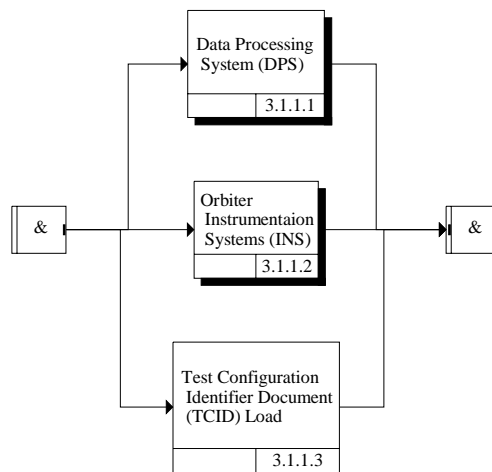 Data Processing
System (DPS)
3.1.1.1
&
Orbiter
Instrumentaion
Systems (INS)
3.1.1.2
&
Test Configuration
Identifier Document
(TCID) Load
3.1.1.3